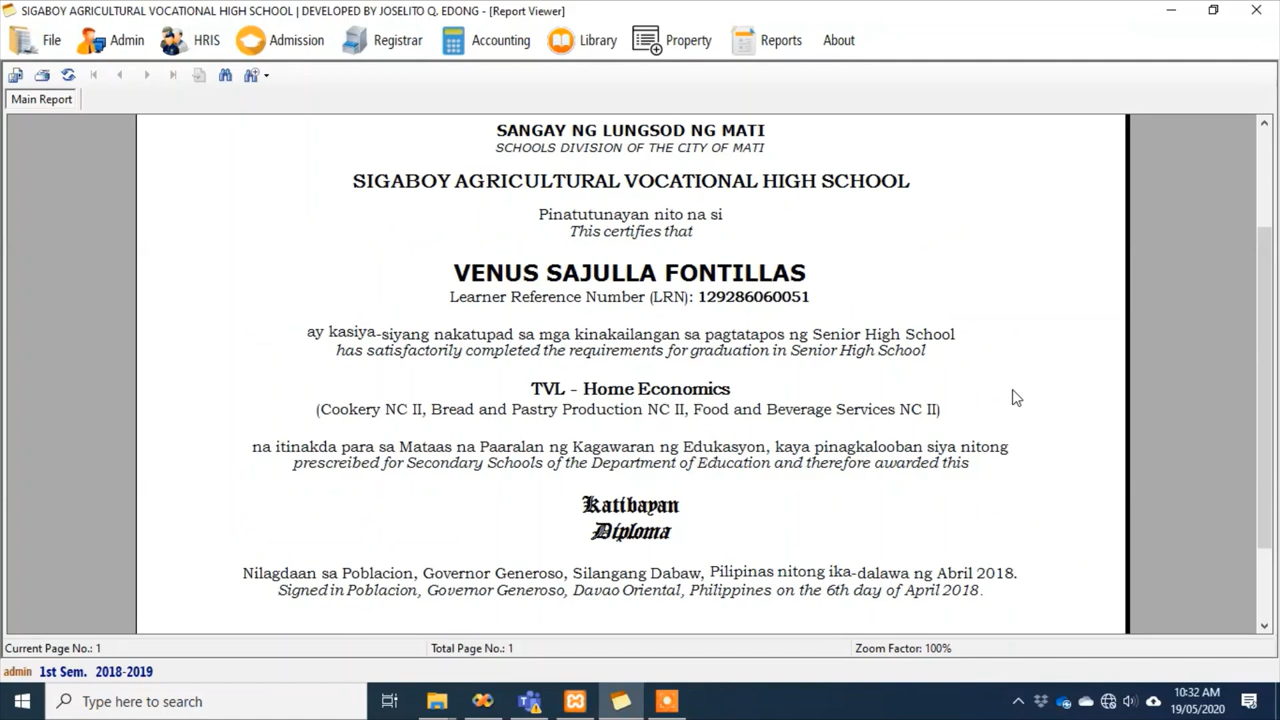 SIGABOY AGRICULTURAL VOCATIONAL HIGH SCHOOL | DEVELOPED BY JOSELITO Q. EDONG - [Report Viewer]
File Admin HRIS Admission Registrar Accounting Library Property Reports About
Main Report
SANGAY NG LUNGSOD NG MATI
SCHOOLS DIVISION OF THE CITY OF MATI
SIGABOY AGRICULTURAL VOCATIONAL HIGH SCHOOL
Pinatutunayan nito na si
This certifies that
VENUS SAJULLA FONTILLAS
Learner Reference Number (LRN): 129286060051
ay kasiya-siyang nakatupad sa mga kinakailangan sa pagtatapos ng Senior High School
has satisfactorily completed the requirements for graduation in Senior High School
TVL - Home Economics
(Cookery NC II, Bread and Pastry Production NC II, Food and Beverage Services NC II)
na itinakda para sa Mataas na Paaralan ng Kagawaran ng Edukasyon, kaya pinagkalooban siya nitong
prescreibed for Secondary Schools of the Department of Education and therefore awarded this
Katibayan
Diploma
Nilagdaan sa Poblacion, Governor Generoso, Silangang Dabaw, Pilipinas nitong ika-dalawa ng Abril 2018.
Signed in Poblacion, Governor Generoso, Davao Oriental, Philippines on the 6th day of April 2018.
Current Page No.: 1 Total Page No.: 1 Zoom Factor: 100%
admin 1st Sem. 2018-2019
Type here to search
10:32 AM
19/05/2020